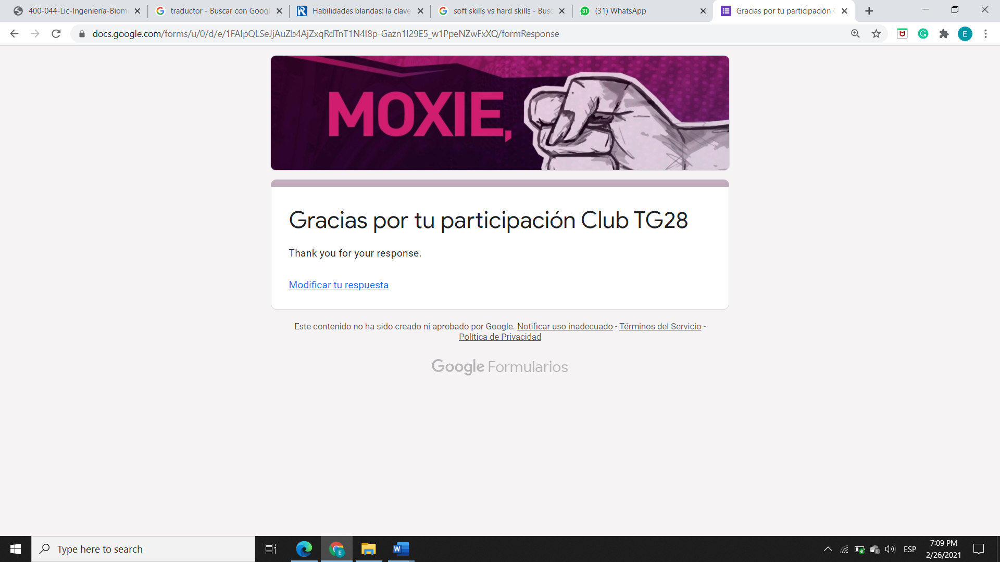 400-044-Lic-Ingeniería-Biom
traductor - Buscar con Googl
Habilidades blandas: la clave
soft skills vs hard skills - Bus
(31) WhatsApp
Gracias por tu participación
docs.google.com/forms/u/0/d/e/1FAIpQLSeJjAuZb4AjZxqRdTnT1N4I8p-Gazn1I29E5_w1PpeNZwFxXQ/formResponse
E
MOXIE,
Gracias por tu participación Club TG28
Thank you for your response.
Modificar tu respuesta
Este contenido no ha sido creado ni aprobado por Google. Notificar uso inadecuado - Términos del Servicio -
Política de Privacidad
Google Formularios
Type here to search
ESP
7:09 PM
2/26/2021